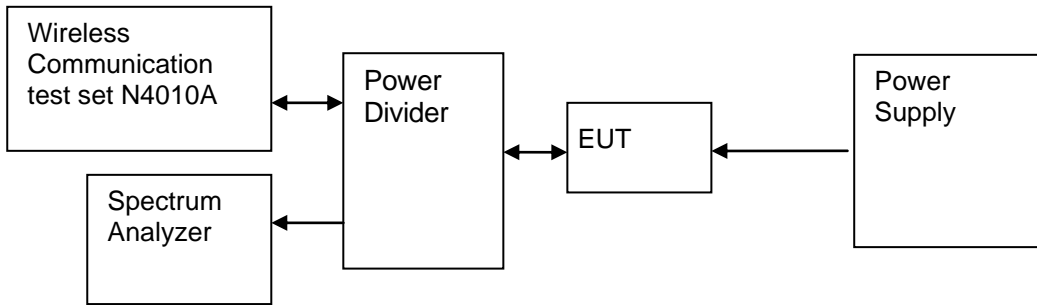 Wireless
Communication
test set N4010A
Power
Divider
EUT
Power
Supply
Spectrum
Analyzer